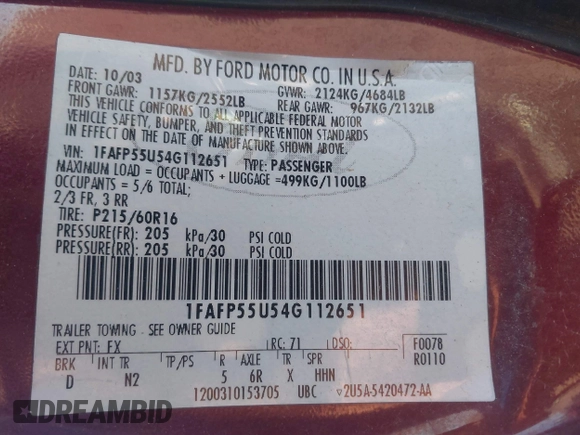 DATE: 10/03
MFD. BY FORD MOTOR CO. IN U.S.A.
FRONT GAWR: 1157KG/2552LB
GVWR: 2124KG/4684LB
REAR GAWR: 967KG/2132LB
THIS VEHICLE CONFORMS TO ALL APPLICABLE FEDERAL MOTOR
VEHICLE SAFETY, BUMPER, AND THEFT PREVENTION STANDARDS
IN EFFECT ON THE DATE OF MANUFACTURE SHOWN ABOVE.
VIN: 1FAFP55U54G112651 TYPE: PASSENGER
MAXIMUM LOAD = OCCUPANTS + LUGGAGE =499KG/1100LB
OCCUPANTS = 5/6 TOTAL;
2/3 FR, 3 RR
TIRE: P215/60R16
PRESSURE(FR): 205 kPa/30 PSI COLD
PRESSURE(RR): 205 kPa/30 PSI COLD
1FAFP55U54G112651
TRAILER TOWING - SEE OWNER GUIDE
EXT PNT: FX RC: 71 DSO: F0078
BRK INT TR TP/PS R AXLE TR SPR R0110
D N2 5 6R X HHN
1200310153705 UBC 2U5A-5420472-AA
DREAMBID